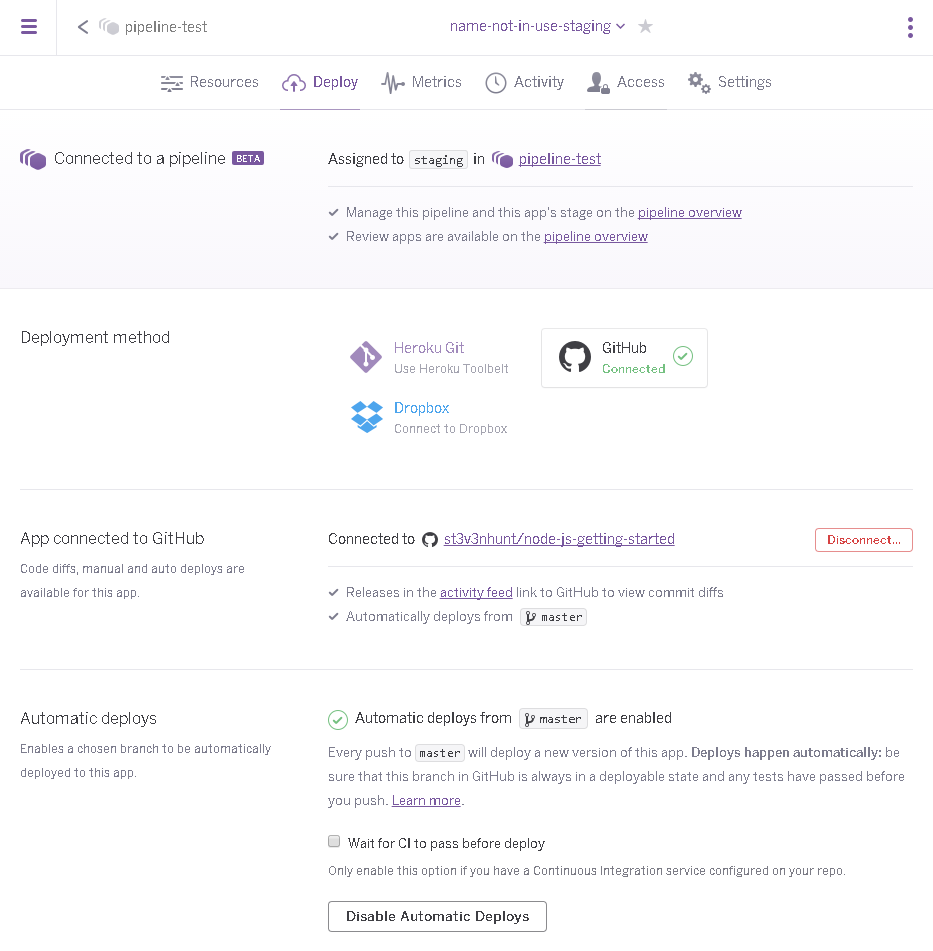 pipeline-test
name-not-in-use-staging
Resources
Deploy
Metrics
Activity
Access
Settings
Connected to a pipeline BETA
Assigned to staging in pipeline-test
Manage this pipeline and this app's stage on the pipeline overview
Review apps are available on the pipeline overview
Deployment method
Heroku Git
Use Heroku Toolbelt
GitHub
Connected
Dropbox
Connect to Dropbox
App connected to GitHub
Code diffs, manual and auto deploys are
available for this app.
Connected to st3v3nhunt/node-js-getting-started
Disconnect...
Releases in the activity feed link to GitHub to view commit diffs
Automatically deploys from master
Automatic deploys
Enables a chosen branch to be automatically
deployed to this app.
Automatic deploys from master are enabled
Every push to master will deploy a new version of this app. Deploys happen automatically: be
sure that this branch in GitHub is always in a deployable state and any tests have passed before
you push. Learn more.
Wait for CI to pass before deploy
Only enable this option if you have a Continuous Integration service configured on your repo.
Disable Automatic Deploys